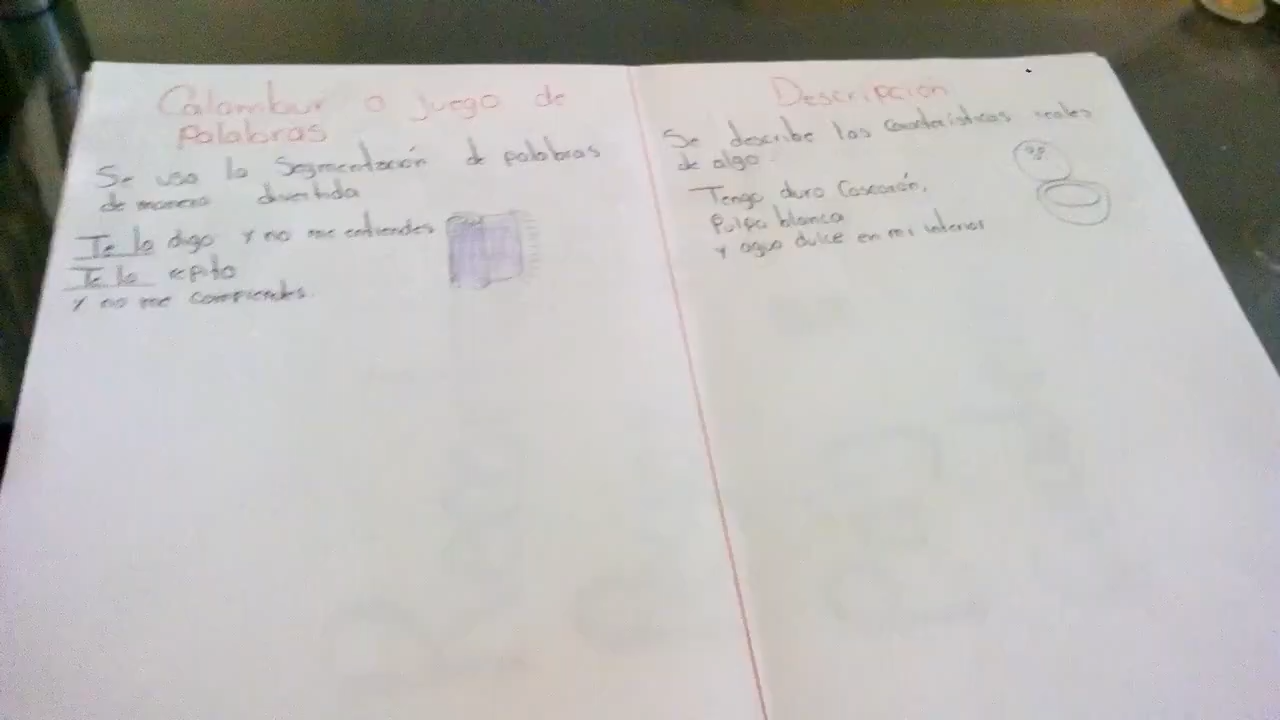 Calambur o juego de
palabras
Se usa la segmentación de palabras
de manera divertida
Te la digo y no me entiendes
Te la repito
y no me comprendes.
Descripción
Se describe las características reales
de algo.
Tengo duro Cascarón,
Pulpa blanca
y agua dulce en mi interior